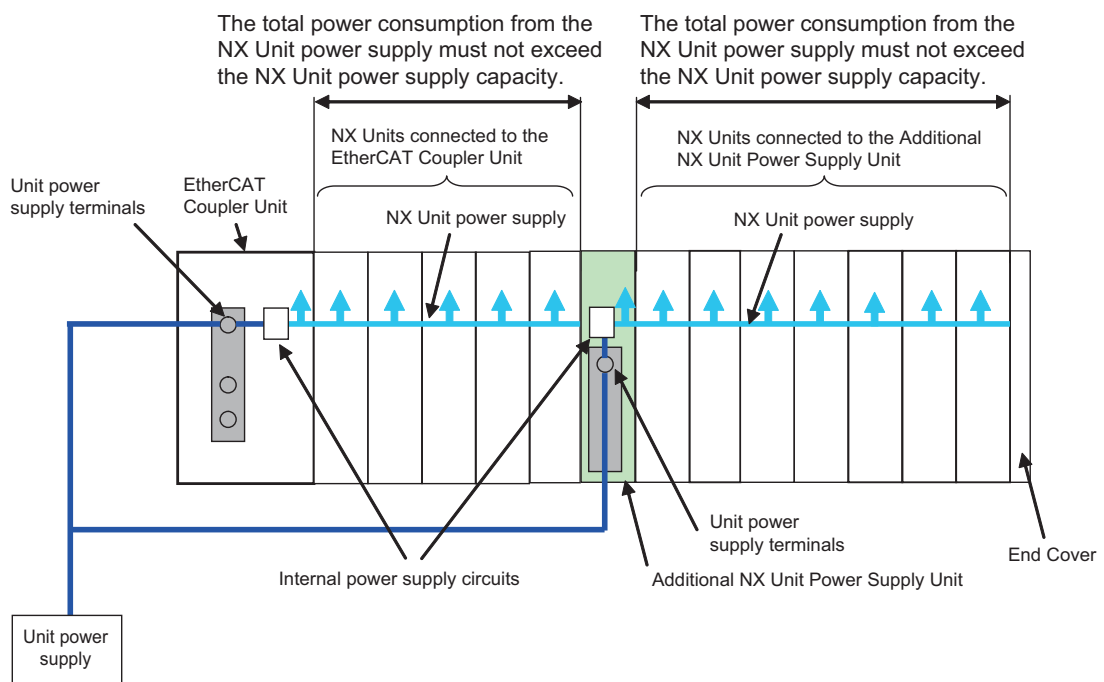 The total power consumption from the
NX Unit power supply must not exceed
the NX Unit power supply capacity.
The total power consumption from the
NX Unit power supply must not exceed
the NX Unit power supply capacity.
NX Units connected to the
EtherCAT Coupler Unit
NX Units connected to the Additional
NX Unit Power Supply Unit
Unit power
supply terminals
EtherCAT
Coupler Unit
NX Unit power supply
NX Unit power supply
Internal power supply circuits
Unit power
supply terminals
Additional NX Unit Power Supply Unit
End Cover
Unit power
supply